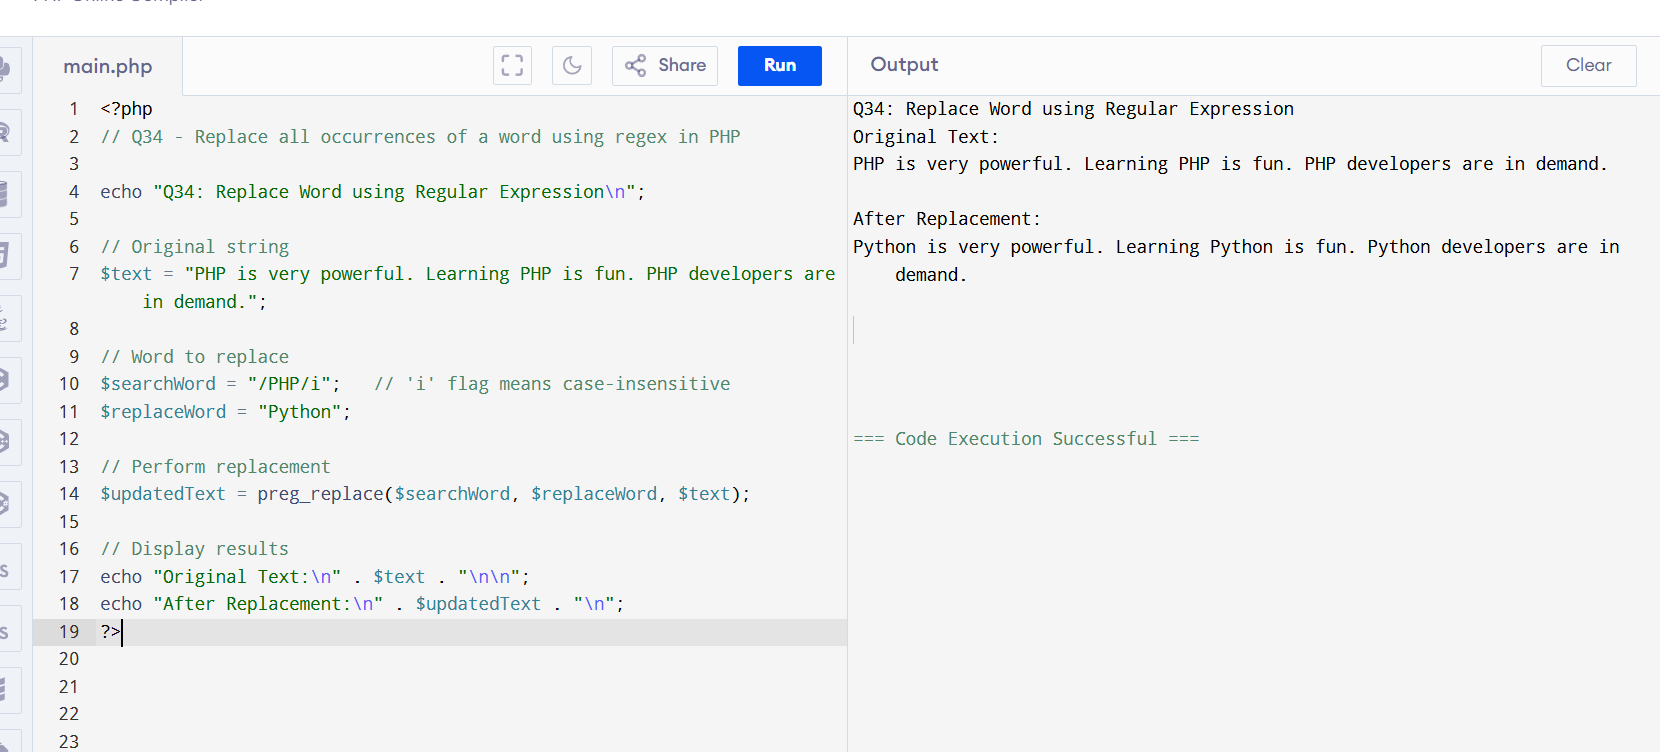 main.php
Share
Run
Output
Clear
1 <?php
2 // Q34 - Replace all occurrences of a word using regex in PHP
3
4 echo "Q34: Replace Word using Regular Expression\n";
5
6 // Original string
7 $text = "PHP is very powerful. Learning PHP is fun. PHP developers are
in demand.";
8
9 // Word to replace
10 $searchWord = "/PHP/i";   // 'i' flag means case-insensitive
11 $replaceWord = "Python";
12
13 // Perform replacement
14 $updatedText = preg_replace($searchWord, $replaceWord, $text);
15
16 // Display results
17 echo "Original Text:\n" . $text . "\n\n";
18 echo "After Replacement:\n" . $updatedText . "\n";
19 ?>
20
21
22
23
Q34: Replace Word using Regular Expression
Original Text:
PHP is very powerful. Learning PHP is fun. PHP developers are in demand.
After Replacement:
Python is very powerful. Learning Python is fun. Python developers are in
demand.
=== Code Execution Successful ===